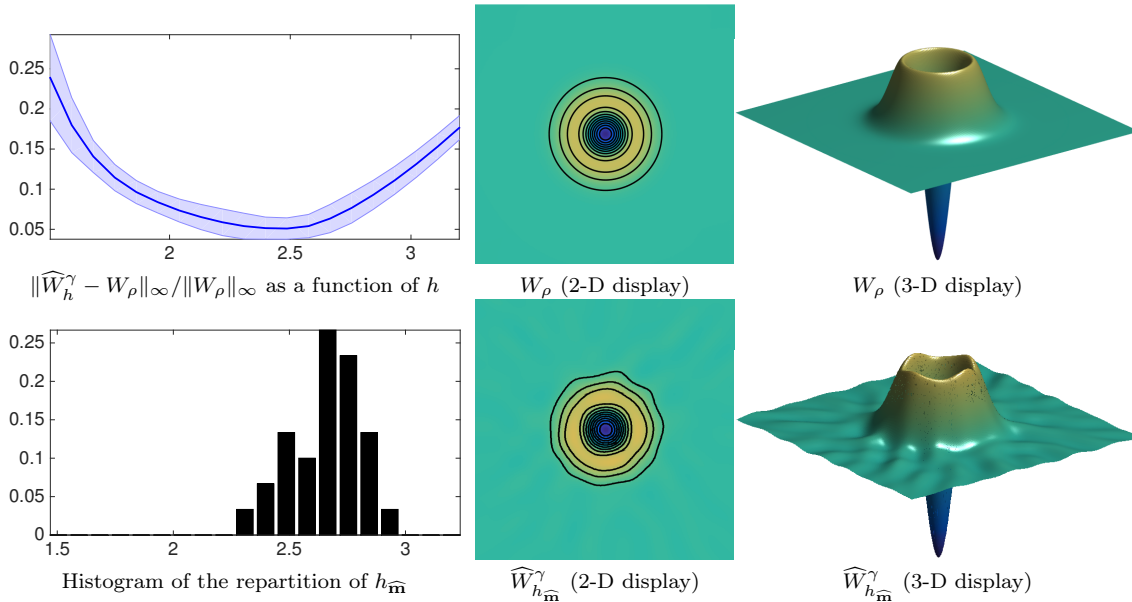 0.25
0.2
0.15
0.1
0.05
2 2.5 3
$\|\widehat{W}_h^\gamma - W_\rho\|_\infty / \|W_\rho\|_\infty$ as a function of $h$
$W_\rho$ (2-D display)
$W_\rho$ (3-D display)
0.25
0.2
0.15
0.1
0.05
0
1.5 2 2.5 3
Histogram of the repartition of $h_{\widehat{\mathbf{m}}}$
$\widehat{W}_{h_{\widehat{\mathbf{m}}}}^\gamma$ (2-D display)
$\widehat{W}_{h_{\widehat{\mathbf{m}}}}^\gamma$ (3-D display)